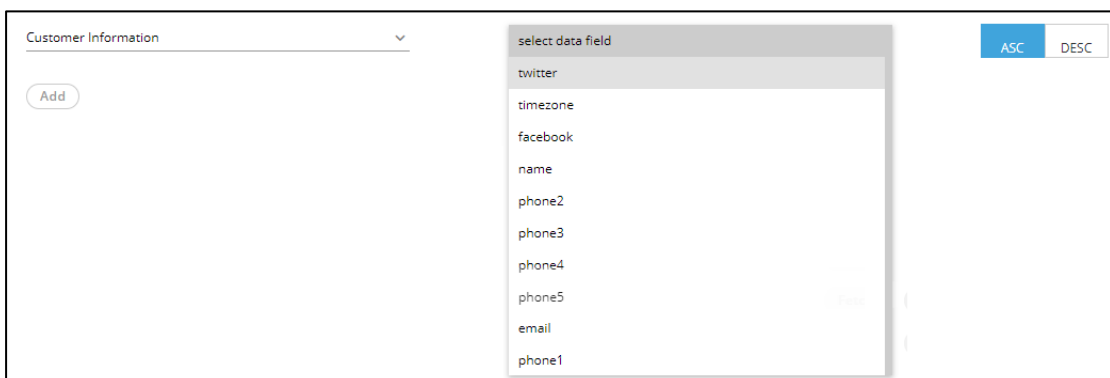 Customer Information
select data field
ASC
DESC
Add
twitter
timezone
facebook
name
phone2
phone3
phone4
phone5
email
phone1